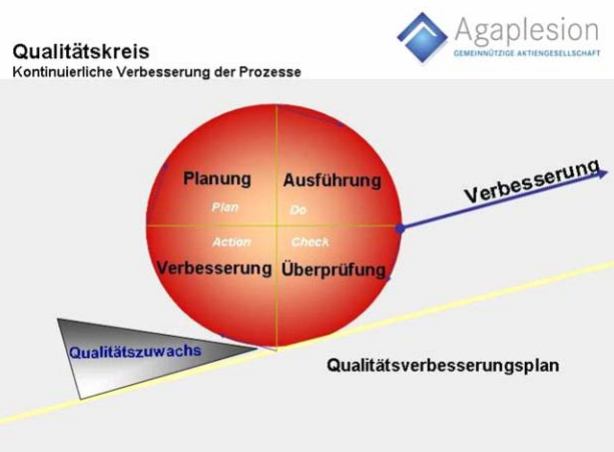 Agaplesion
GEMEINNÜTZIGE AKTIENGESELLSCHAFT
Qualitätskreis
Kontinuierliche Verbesserung der Prozesse
Planung
Ausführung
Plan
Do
Action
Check
Verbesserung
Überprüfung
Verbesserung
Qualitätszuwachs
Qualitätsverbesserungsplan